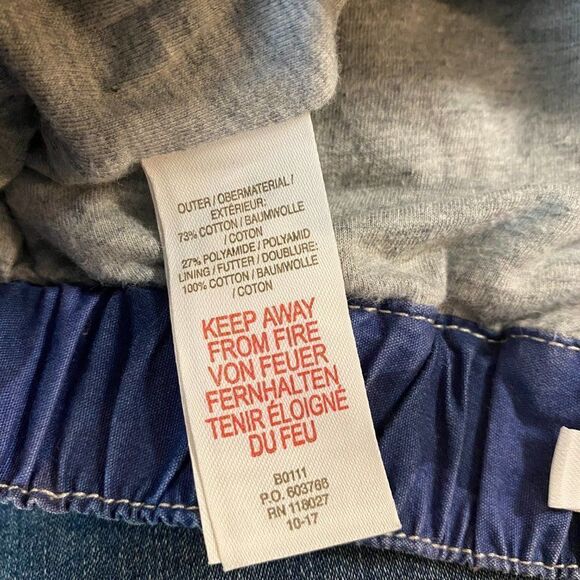 OUTER / OBERMATERIAL /
EXTÉRIEUR:
73% COTTON / BAUMWOLLE
/ COTON
27% POLYAMIDE / POLYAMID
LINING / FUTTER / DOUBLURE:
100% COTTON / BAUMWOLLE
/ COTON
KEEP AWAY
FROM FIRE
VON FEUER
FERNHALTEN
TENIR ÉLOIGNÉ
DU FEU
B0111
P.O. 603786
RN 118027
10-17